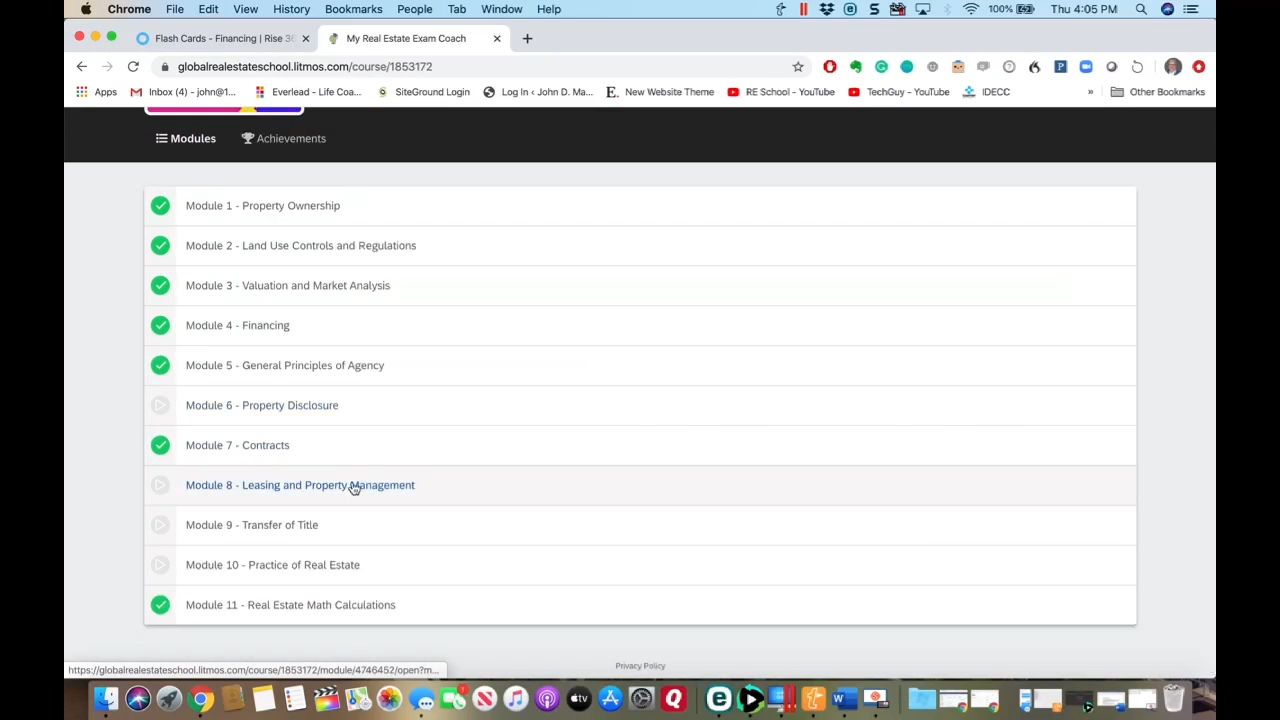 Chrome File Edit View History Bookmarks People Tab Window Help 100% Thu 4:05 PM
Flash Cards - Financing | Rise 36 My Real Estate Exam Coach
globalrealestateschool.litmos.com/course/1853172
Apps Inbox (4) - john@1... Everlead - Life Coa... SiteGround Login Log In ‹ John D. Ma... New Website Theme RE School - YouTube TechGuy - YouTube IDECC » Other Bookmarks
Modules Achievements
Module 1 - Property Ownership
Module 2 - Land Use Controls and Regulations
Module 3 - Valuation and Market Analysis
Module 4 - Financing
Module 5 - General Principles of Agency
Module 6 - Property Disclosure
Module 7 - Contracts
Module 8 - Leasing and Property Management
Module 9 - Transfer of Title
Module 10 - Practice of Real Estate
Module 11 - Real Estate Math Calculations
Privacy Policy
https://globalrealestateschool.litmos.com/course/1853172/module/4746452/open?m...
tv